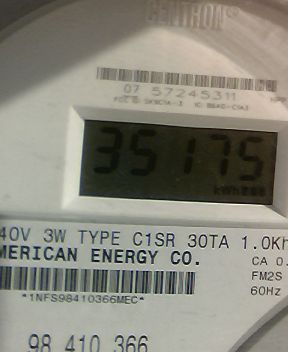 CENTRON®
07 57245311
35175
kWh
40V 3W TYPE C1SR 30TA 1.0Kh
MERICAN ENERGY CO.
CA 0.
FM2S
*1NFS98410366MEC*
60Hz
98 410 366